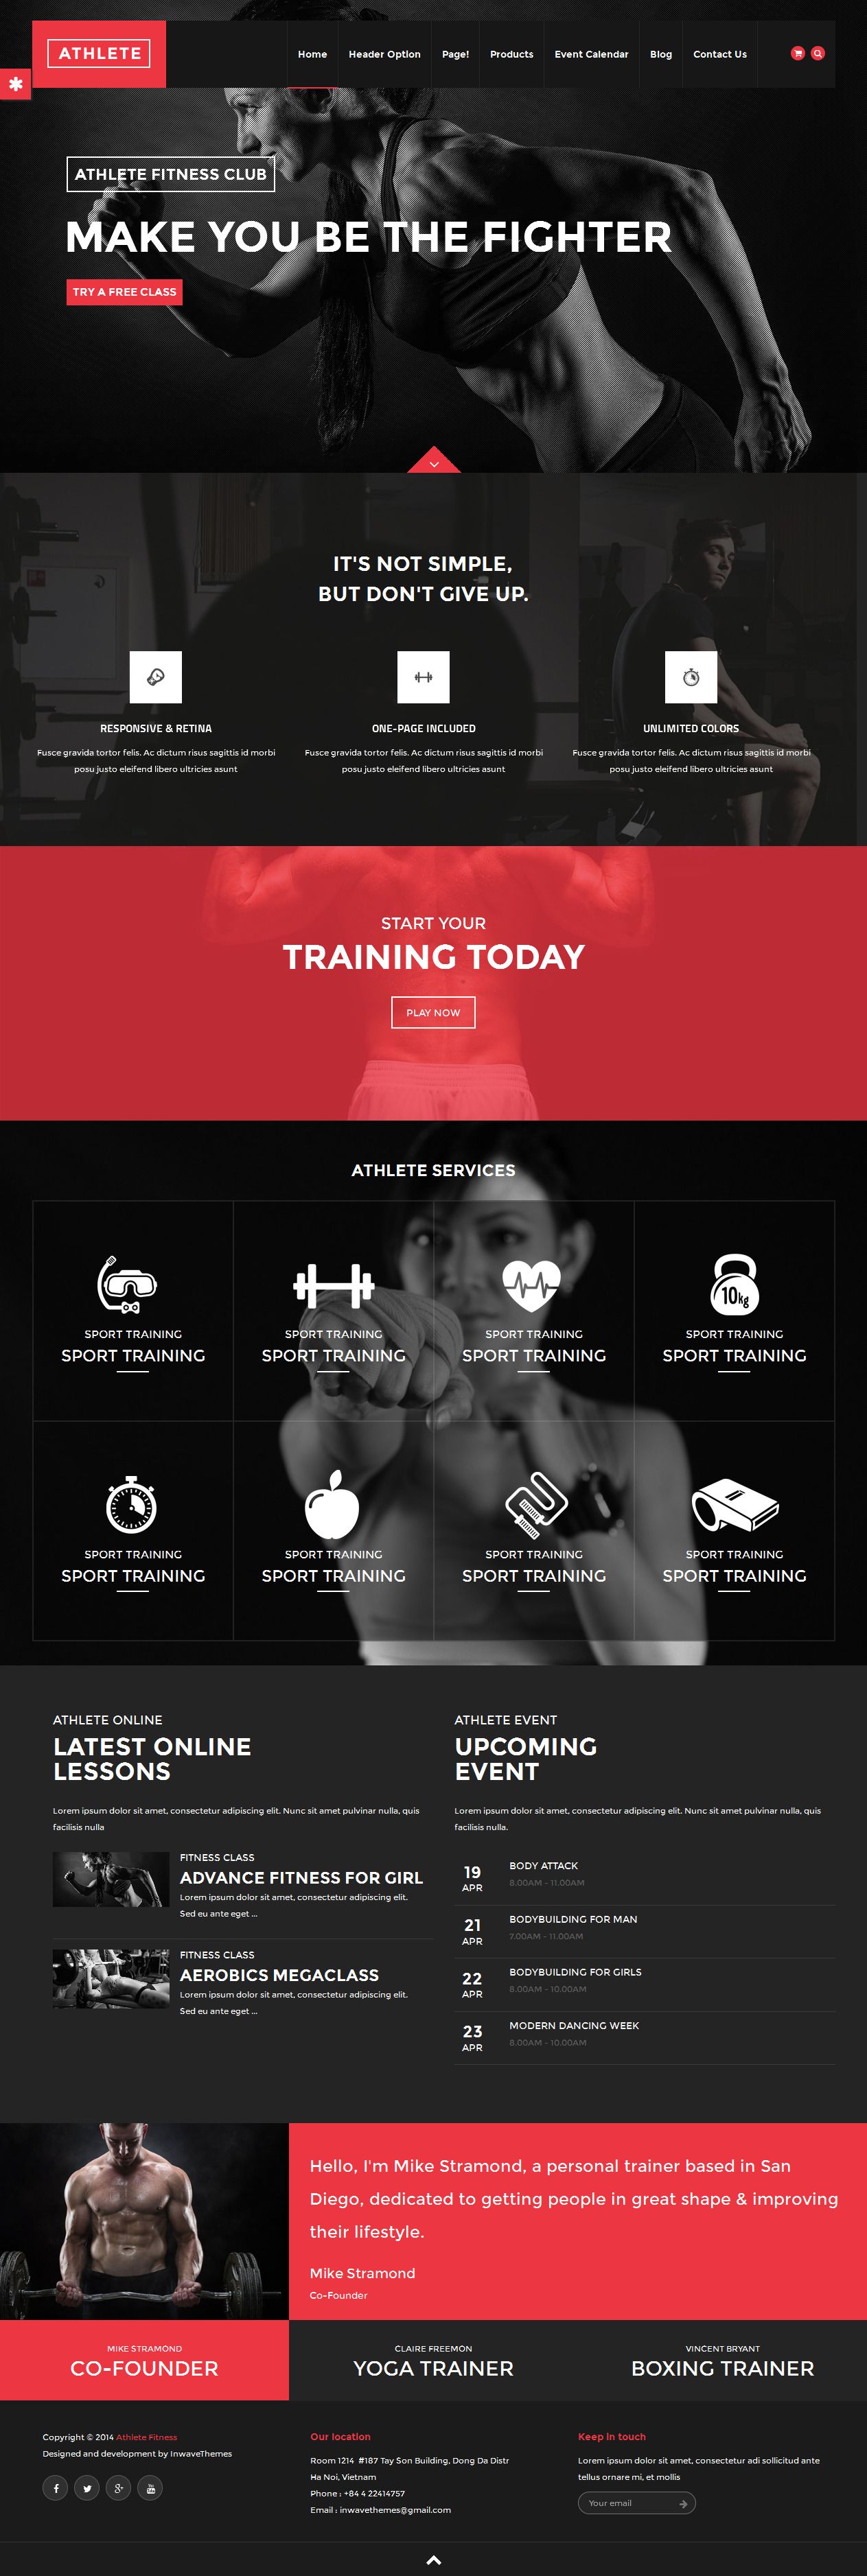 ATHLETE
Home Header Option Page! Products Event Calendar Blog Contact Us
ATHLETE FITNESS CLUB
MAKE YOU BE THE FIGHTER
TRY A FREE CLASS
IT'S NOT SIMPLE,
BUT DON'T GIVE UP.
RESPONSIVE & RETINA
Fusce gravida tortor felis. Ac dictum risus sagittis id morbi
posu justo eleifend libero ultricies asunt
ONE-PAGE INCLUDED
Fusce gravida tortor felis. Ac dictum risus sagittis id morbi
posu justo eleifend libero ultricies asunt
UNLIMITED COLORS
Fusce gravida tortor felis. Ac dictum risus sagittis id morbi
posu justo eleifend libero ultricies asunt
START YOUR
TRAINING TODAY
PLAY NOW
ATHLETE SERVICES
SPORT TRAINING
SPORT TRAINING
SPORT TRAINING
SPORT TRAINING
SPORT TRAINING
SPORT TRAINING
10kg
SPORT TRAINING
SPORT TRAINING
SPORT TRAINING
SPORT TRAINING
SPORT TRAINING
SPORT TRAINING
SPORT TRAINING
SPORT TRAINING
SPORT TRAINING
SPORT TRAINING
ATHLETE ONLINE
LATEST ONLINE
LESSONS
Lorem ipsum dolor sit amet, consectetur adipiscing elit. Nunc sit amet pulvinar nulla, quis
facilisis nulla
FITNESS CLASS
ADVANCE FITNESS FOR GIRL
Lorem ipsum dolor sit amet, consectetur adipiscing elit.
Sed eu ante eget ...
FITNESS CLASS
AEROBICS MEGACLASS
Lorem ipsum dolor sit amet, consectetur adipiscing elit.
Sed eu ante eget ...
ATHLETE EVENT
UPCOMING
EVENT
Lorem ipsum dolor sit amet, consectetur adipiscing elit. Nunc sit amet pulvinar nulla, quis
facilisis nulla.
19
APR
BODY ATTACK
8.00AM - 11.00AM
21
APR
BODYBUILDING FOR MAN
7.00AM - 11.00AM
22
APR
BODYBUILDING FOR GIRLS
8.00AM - 10.00AM
23
APR
MODERN DANCING WEEK
8.00AM - 10.00AM
Hello, I'm Mike Stramond, a personal trainer based in San
Diego, dedicated to getting people in great shape & improving
their lifestyle.
Mike Stramond
Co-Founder
MIKE STRAMOND
CO-FOUNDER
CLAIRE FREEMON
YOGA TRAINER
VINCENT BRYANT
BOXING TRAINER
Copyright © 2014 Athlete Fitness
Designed and development by InwaveThemes
Our location
Room 1214 #187 Tay Son Building, Dong Da Distr
Ha Noi, Vietnam
Phone : +84 4 22414757
Email : inwavethemes@gmail.com
Keep in touch
Lorem ipsum dolor sit amet, consectetur adi sollicitud ante
tellus ornare mi, et mollis
Your email